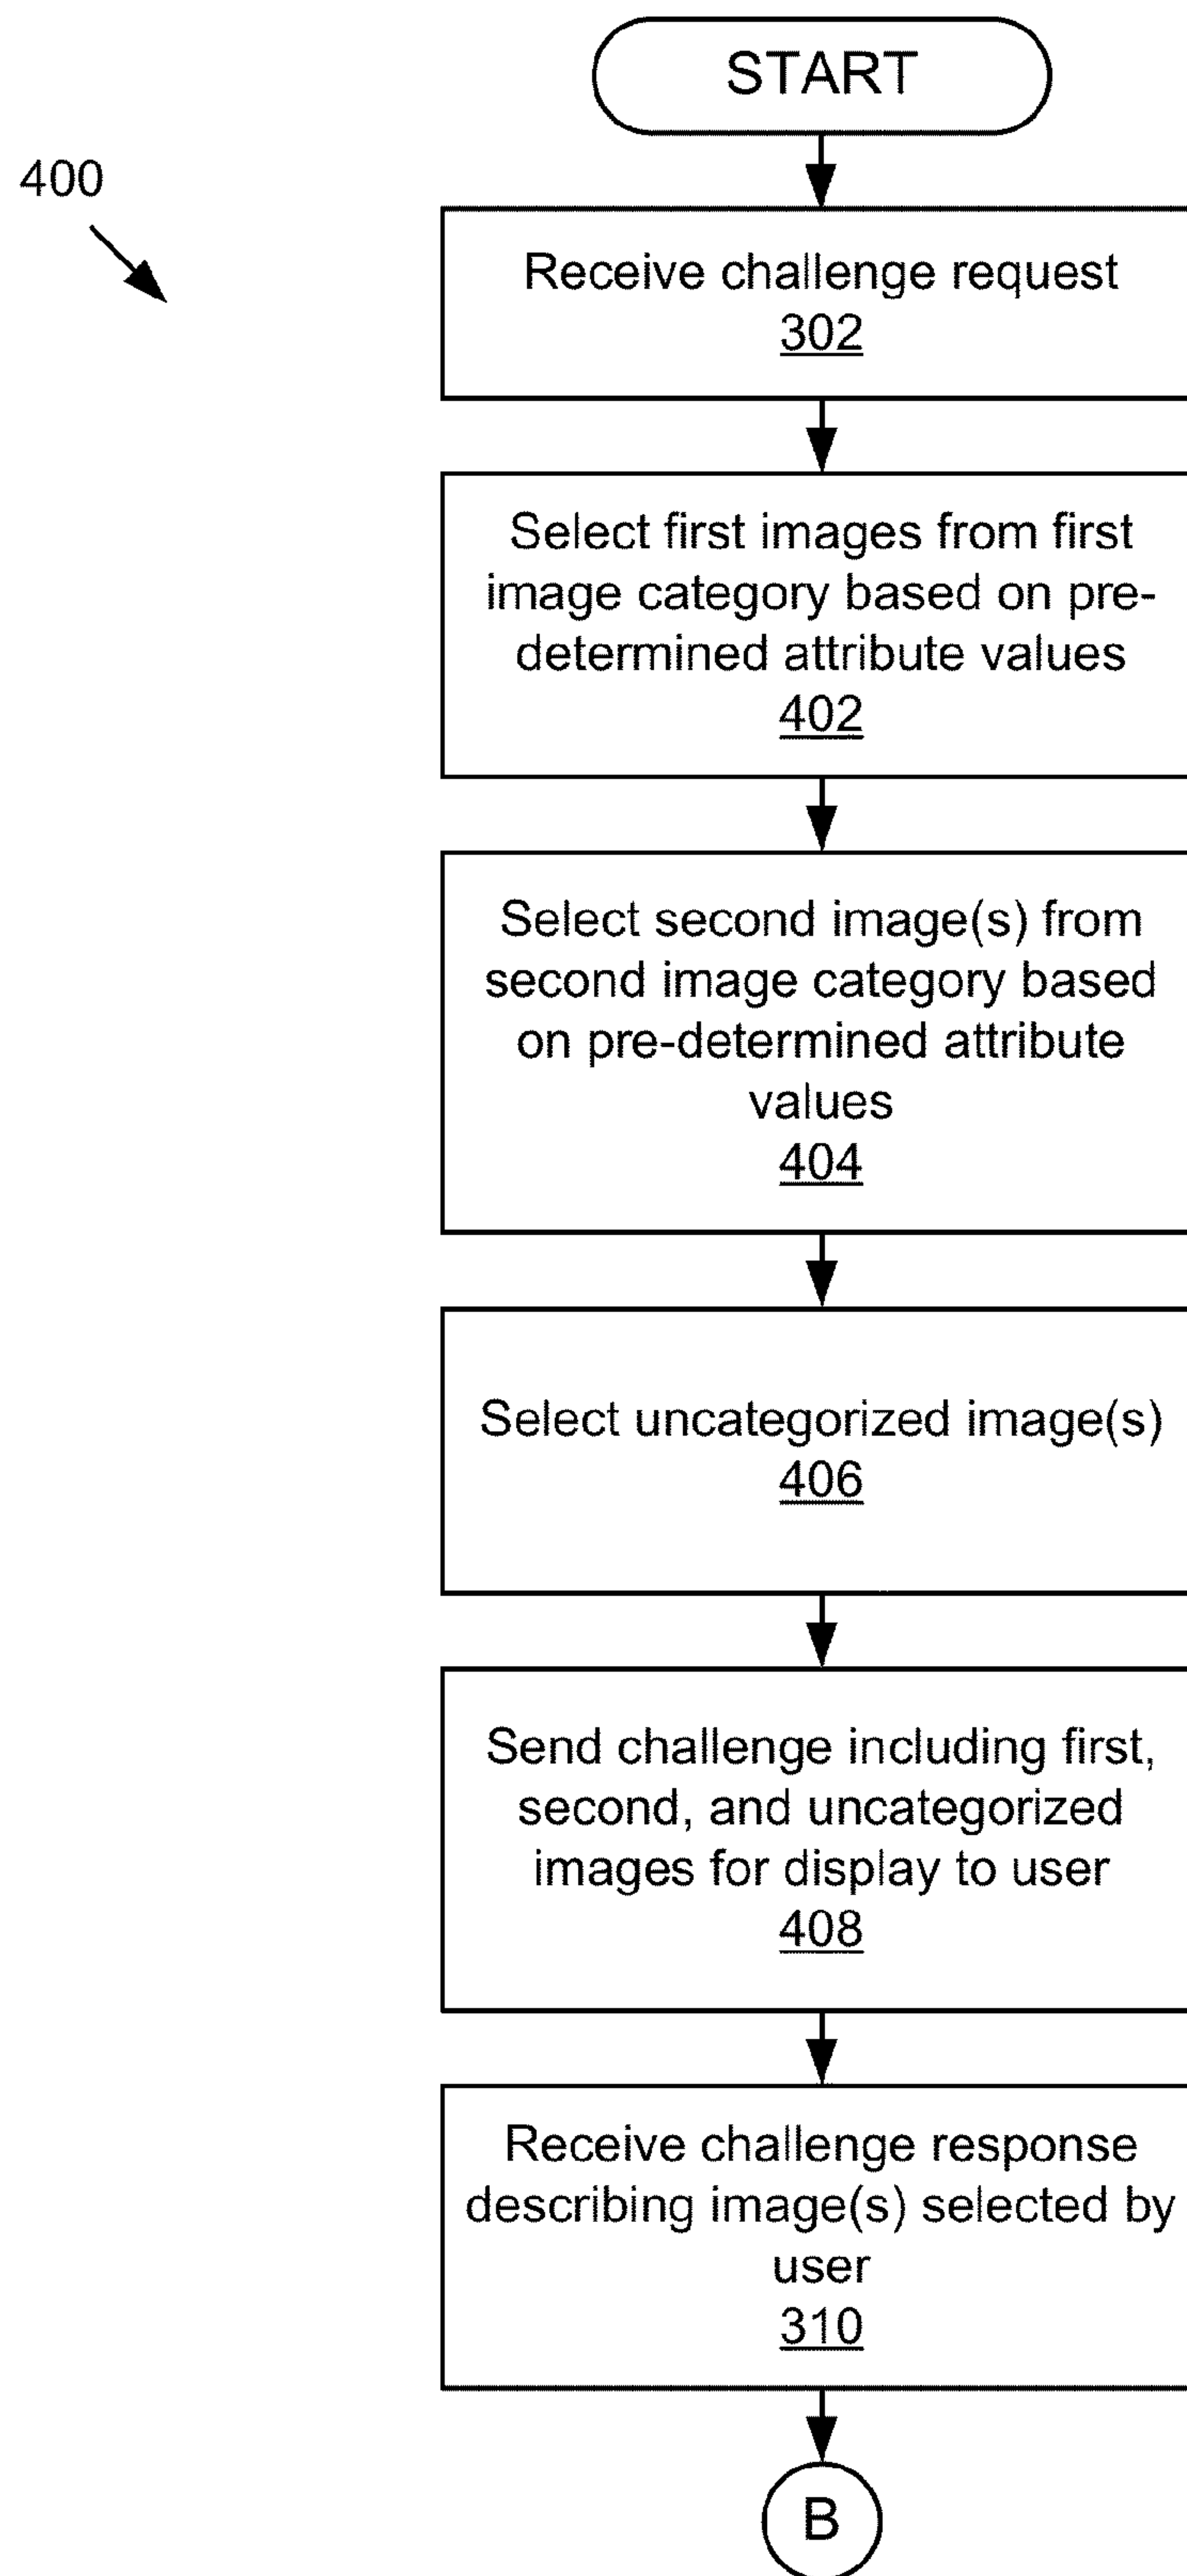 START
400
Receive challenge request
302
Select first images from first
image category based on pre-
determined attribute values
402
Select second image(s) from
second image category based
on pre-determined attribute
values
404
Select uncategorized image(s)
406
Send challenge including first,
second, and uncategorized
images for display to user
408
Receive challenge response
describing image(s) selected by
user
310
B